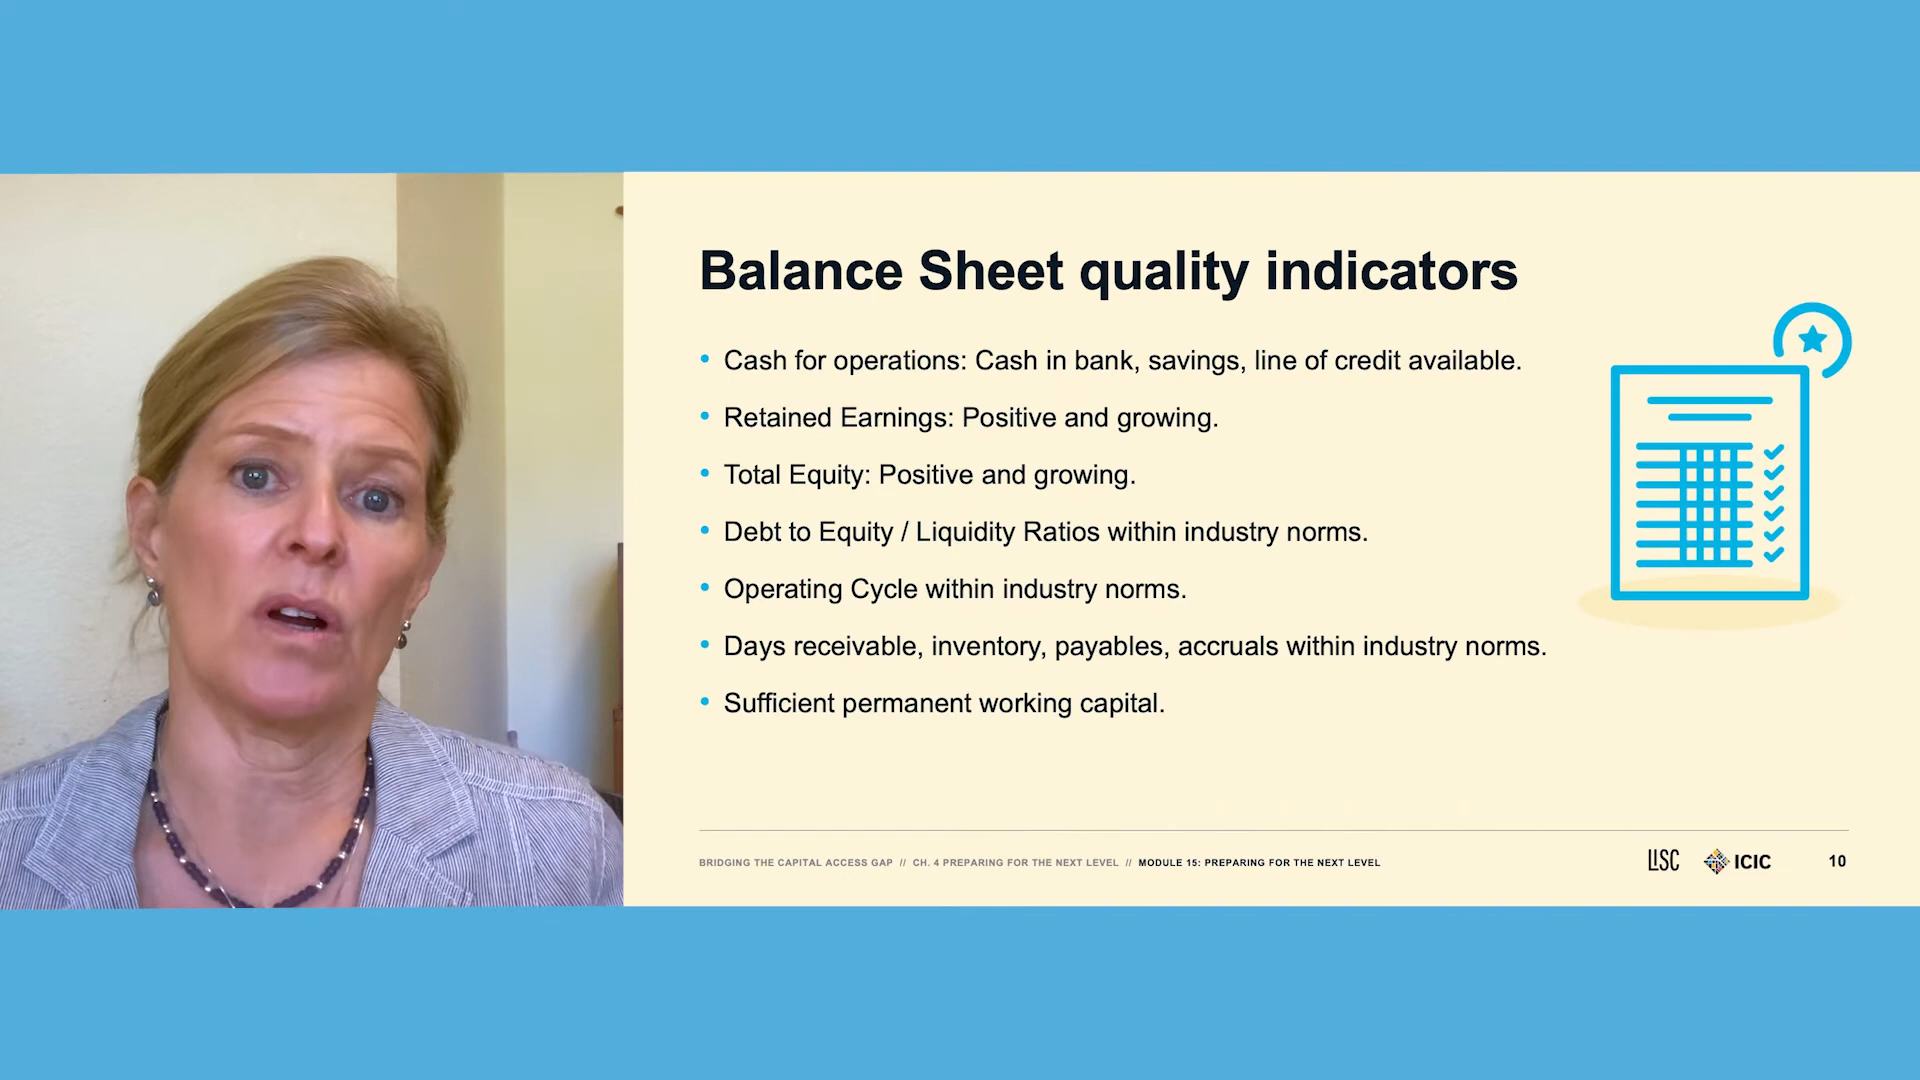 Balance Sheet quality indicators
• Cash for operations: Cash in bank, savings, line of credit available.
• Retained Earnings: Positive and growing.
• Total Equity: Positive and growing.
• Debt to Equity / Liquidity Ratios within industry norms.
• Operating Cycle within industry norms.
• Days receivable, inventory, payables, accruals within industry norms.
• Sufficient permanent working capital.
BRIDGING THE CAPITAL ACCESS GAP // CH. 4 PREPARING FOR THE NEXT LEVEL // MODULE 15: PREPARING FOR THE NEXT LEVEL LISC ICIC 10